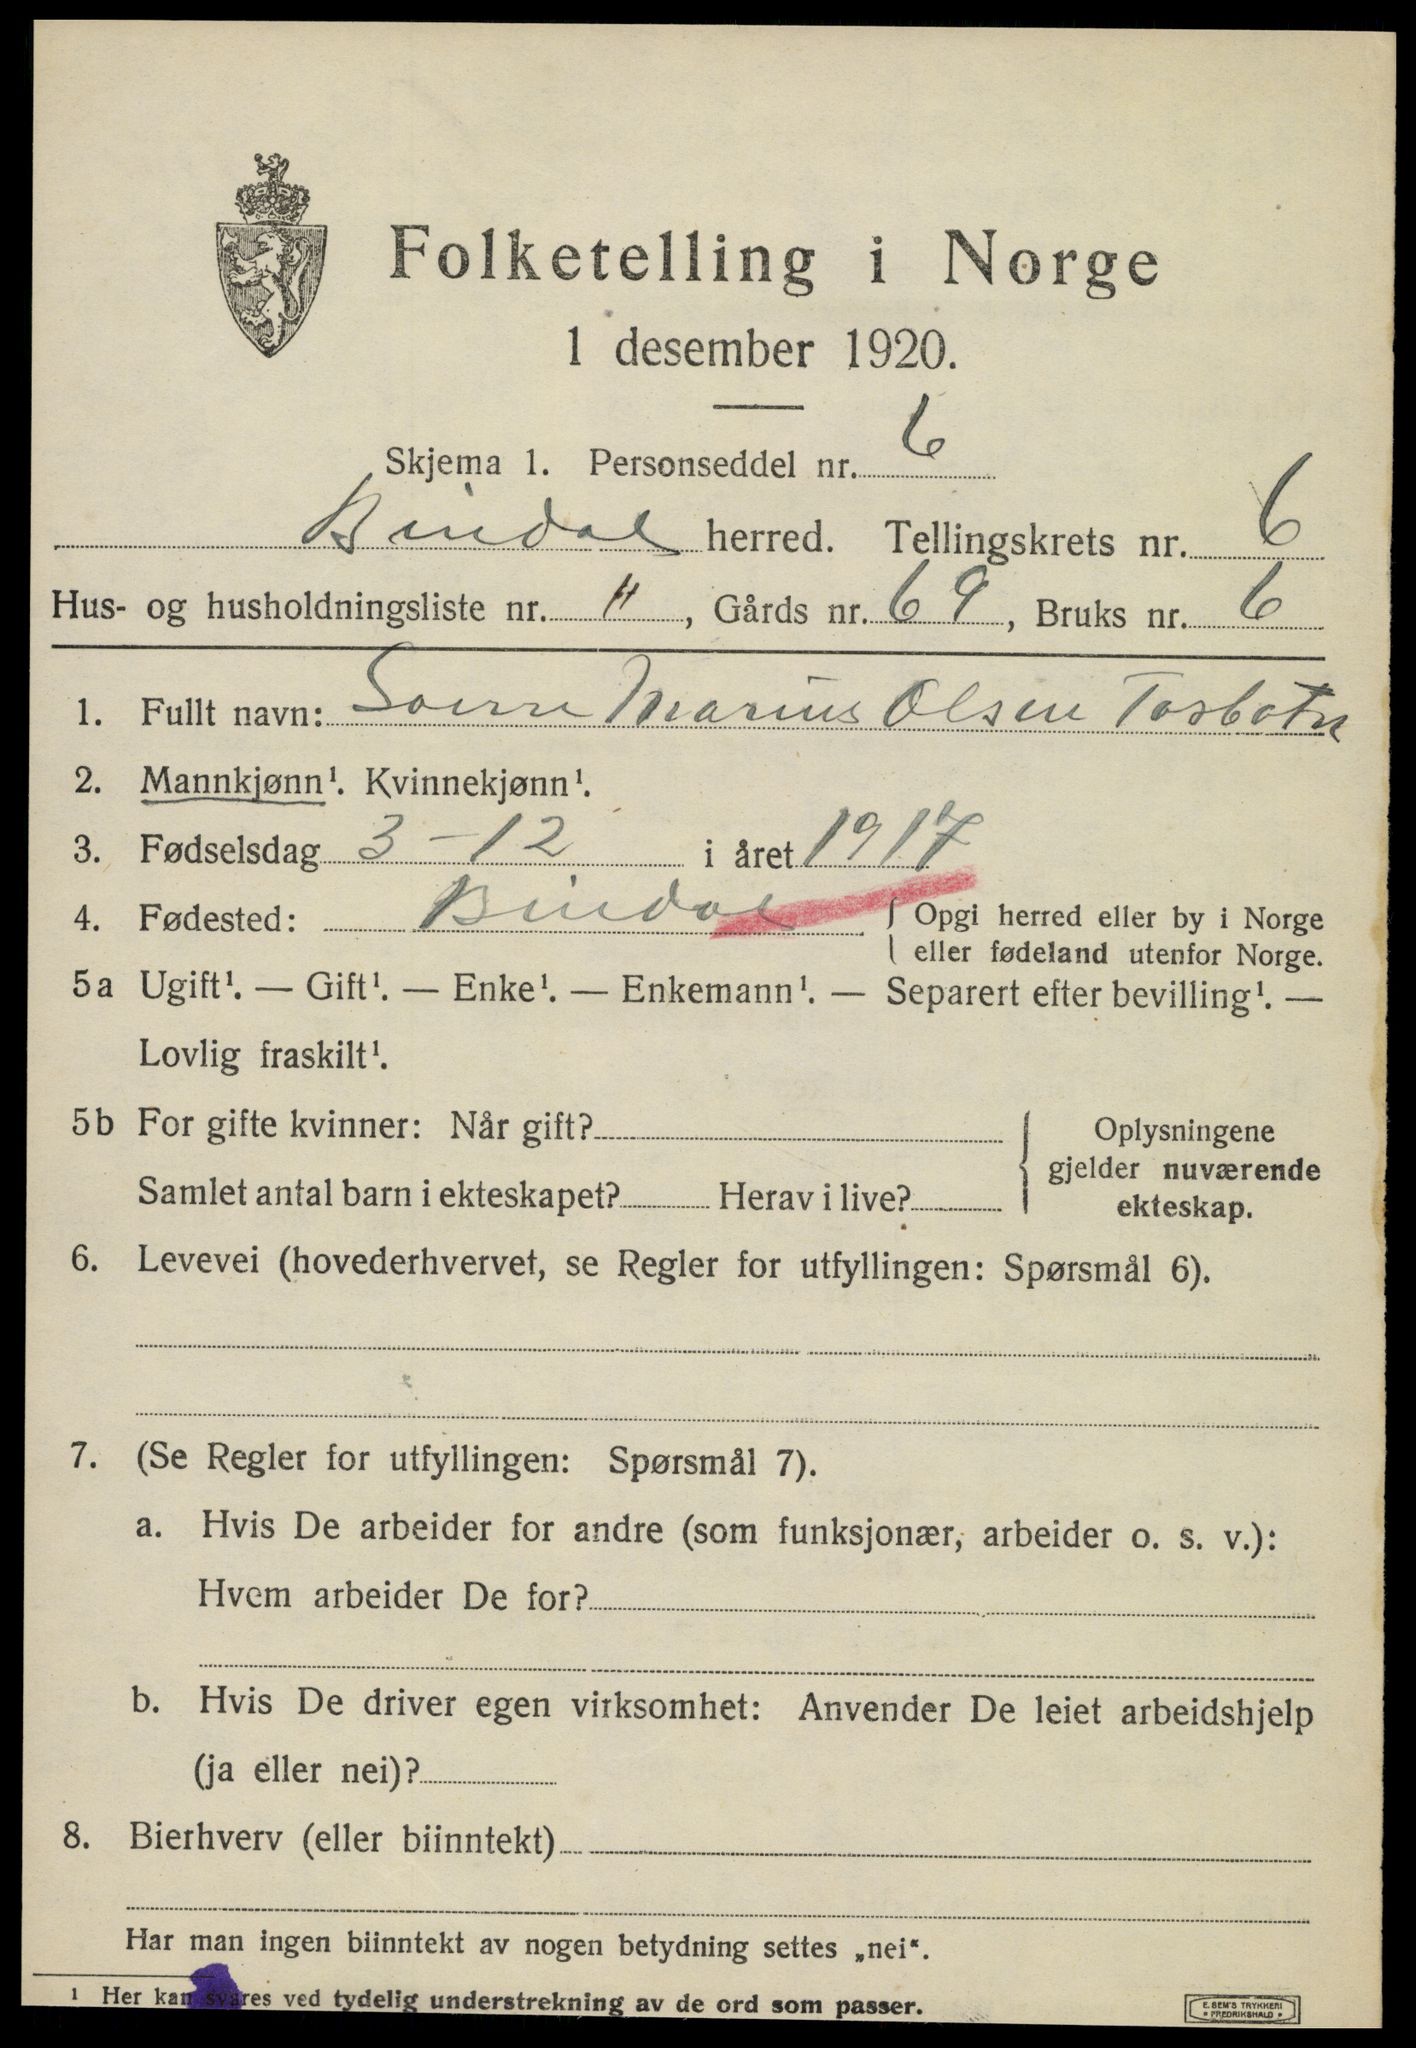 Folketelling i Norge
1 desember 1920.
Skjema 1. Personseddel nr. 6
Bindal herred. Tellingskrets nr. 6
Hus- og husholdningsliste nr. 11, Gårds nr. 69, Bruks nr. 6
1. Fullt navn: Marius Olsen Tosbotn
2. Mannkjønn¹. Kvinnekjønn¹.
3. Fødselsdag 3-12 i året 1917
4. Fødested: Bindal { Opgi herred eller by i Norge
eller fødeland utenfor Norge.
5a Ugift¹. — Gift¹. — Enke¹. — Enkemann¹. — Separert efter bevilling¹. —
Lovlig fraskilt¹.
5b For gifte kvinner: Når gift?
Samlet antal barn i ekteskapet? Herav i live?
{ Oplysningene
gjelder nuværende
ekteskap.
6. Levevei (hovederhvervet, se Regler for utfyllingen: Spørsmål 6).
7. (Se Regler for utfyllingen: Spørsmål 7).
a. Hvis De arbeider for andre (som funksjonær, arbeider o. s. v.):
Hvem arbeider De for?
b. Hvis De driver egen virksomhet: Anvender De leiet arbeidshjelp
(ja eller nei)?
8. Bierhverv (eller biinntekt)
Har man ingen biinntekt av nogen betydning settes „nei“.
¹ Her kan svares ved tydelig understrekning av de ord som passer.
E. SEM'S TRYKKERI
• FREDRIKSHALD •